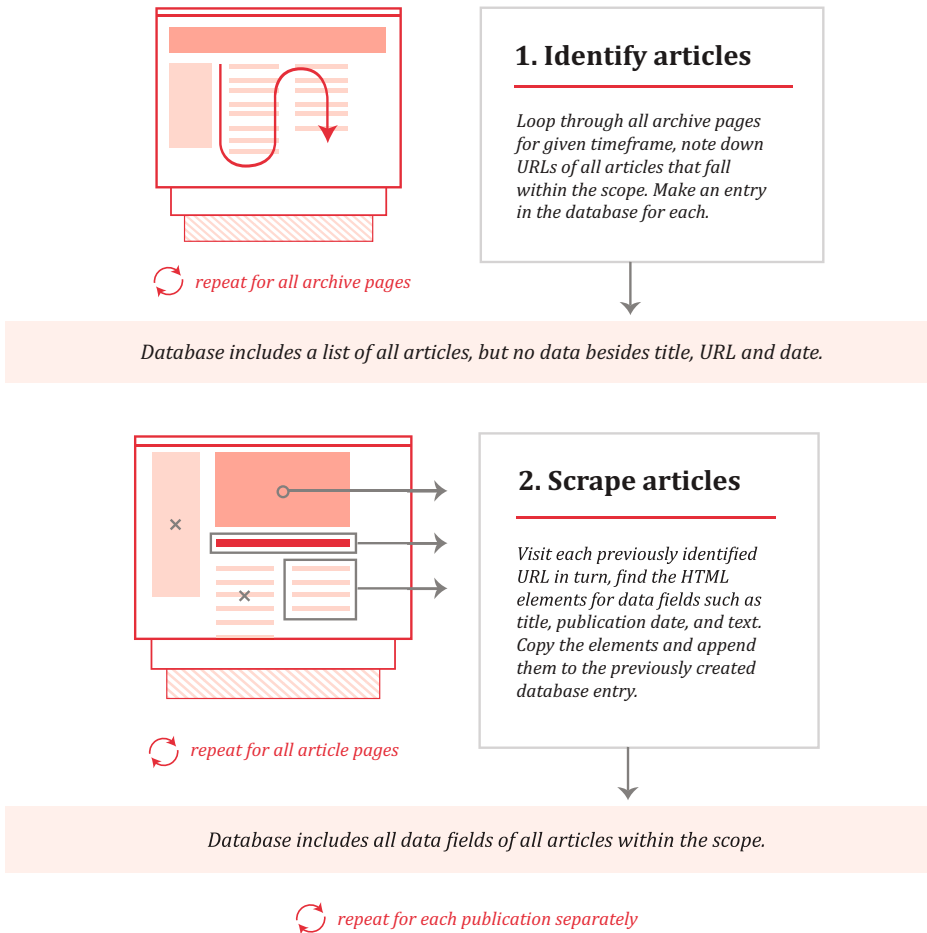 1. Identify articles
Loop through all archive pages
for given timeframe, note down
URLs of all articles that fall
within the scope. Make an entry
in the database for each.
repeat for all archive pages
Database includes a list of all articles, but no data besides title, URL and date.
2. Scrape articles
Visit each previously identified
URL in turn, find the HTML
elements for data fields such as
title, publication date, and text.
Copy the elements and append
them to the previously created
database entry.
repeat for all article pages
Database includes all data fields of all articles within the scope.
repeat for each publication separately